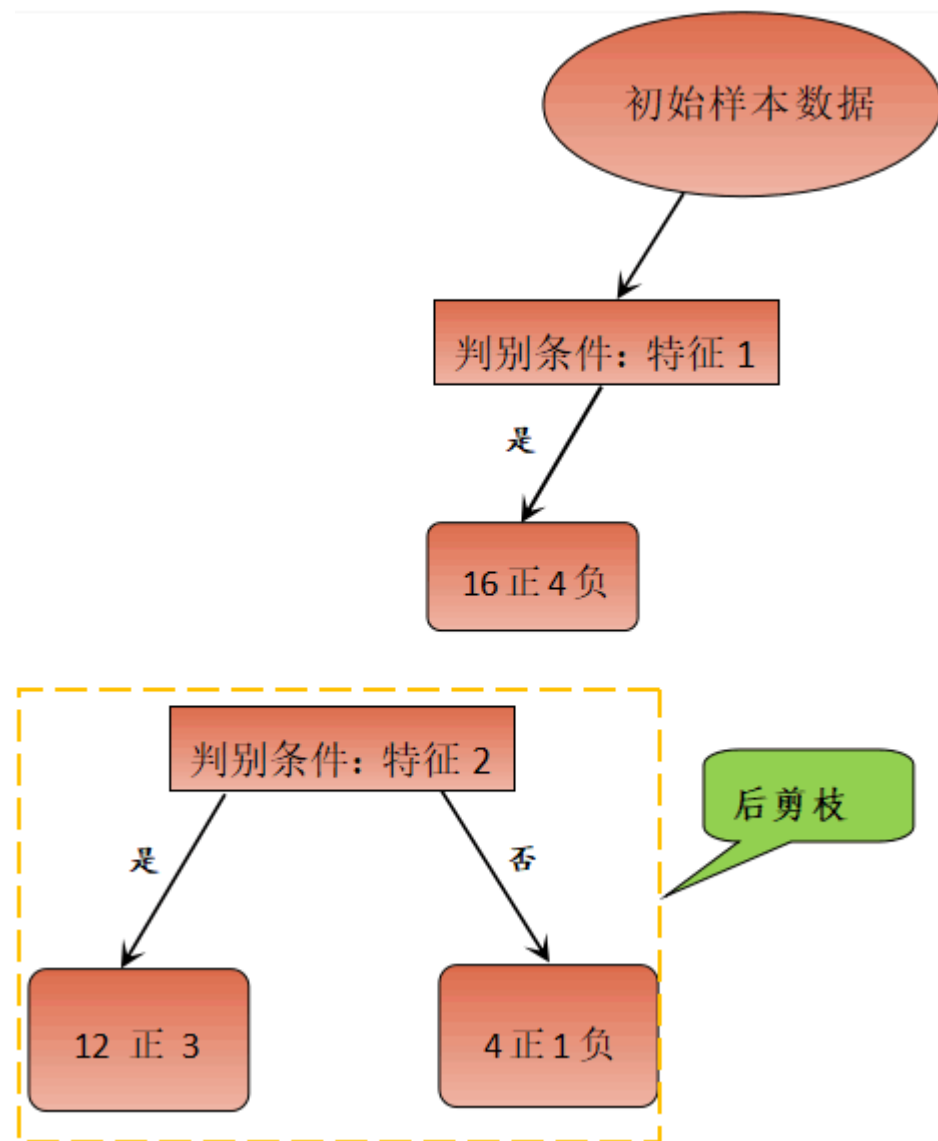 初始样本数据
判别条件：特征 1
是
16 正 4 负
判别条件：特征 2
后剪枝
是
否
12 正 3
4 正 1 负